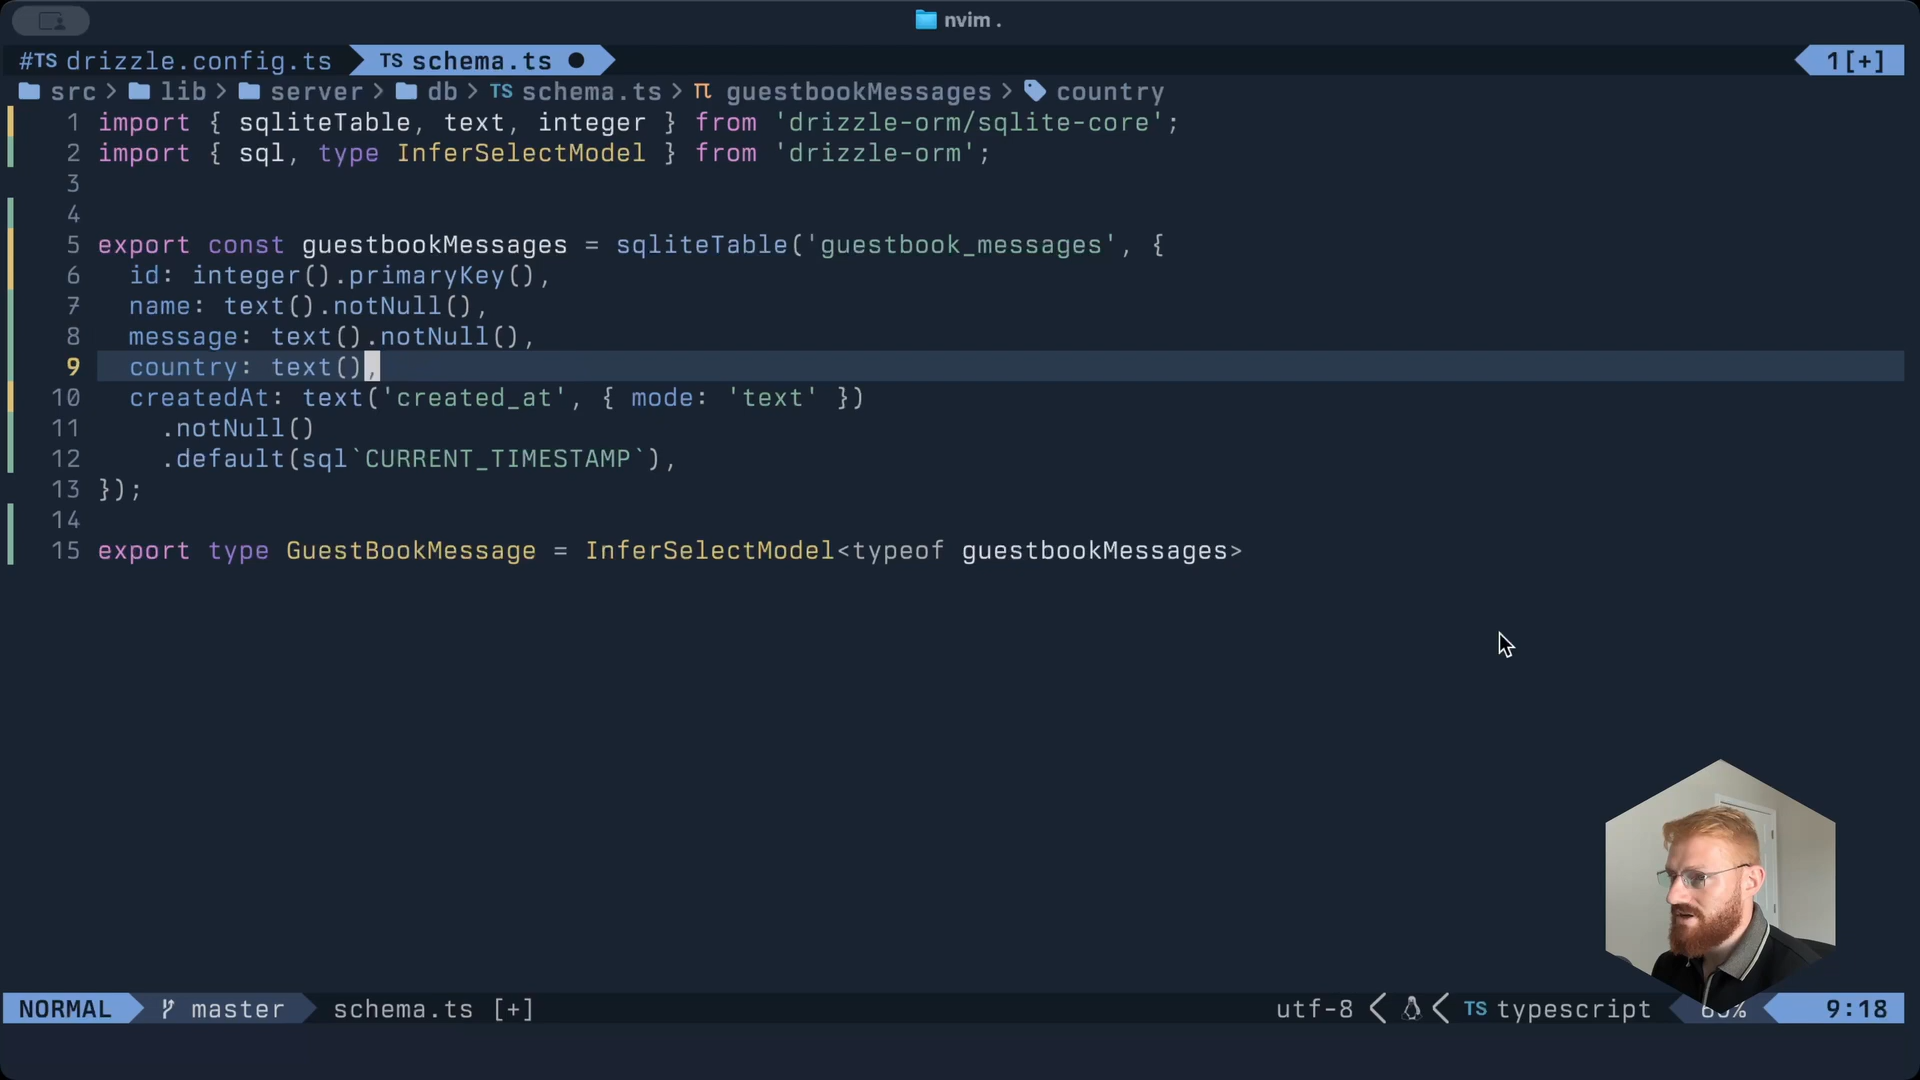 nvim .
#TS drizzle.config.ts TS schema.ts ● 1[+]
src > lib > server > db > TS schema.ts > π guestbookMessages > country
1 import { sqliteTable, text, integer } from 'drizzle-orm/sqlite-core';
2 import { sql, type InferSelectModel } from 'drizzle-orm';
3
4
5 export const guestbookMessages = sqliteTable('guestbook_messages', {
6   id: integer().primaryKey(),
7   name: text().notNull(),
8   message: text().notNull(),
9   country: text(),
10   createdAt: text('created_at', { mode: 'text' })
11     .notNull()
12     .default(sql`CURRENT_TIMESTAMP`),
13 });
14
15 export type GuestBookMessage = InferSelectModel<typeof guestbookMessages>
NORMAL master schema.ts [+] utf-8 < < TS typescript 9:18